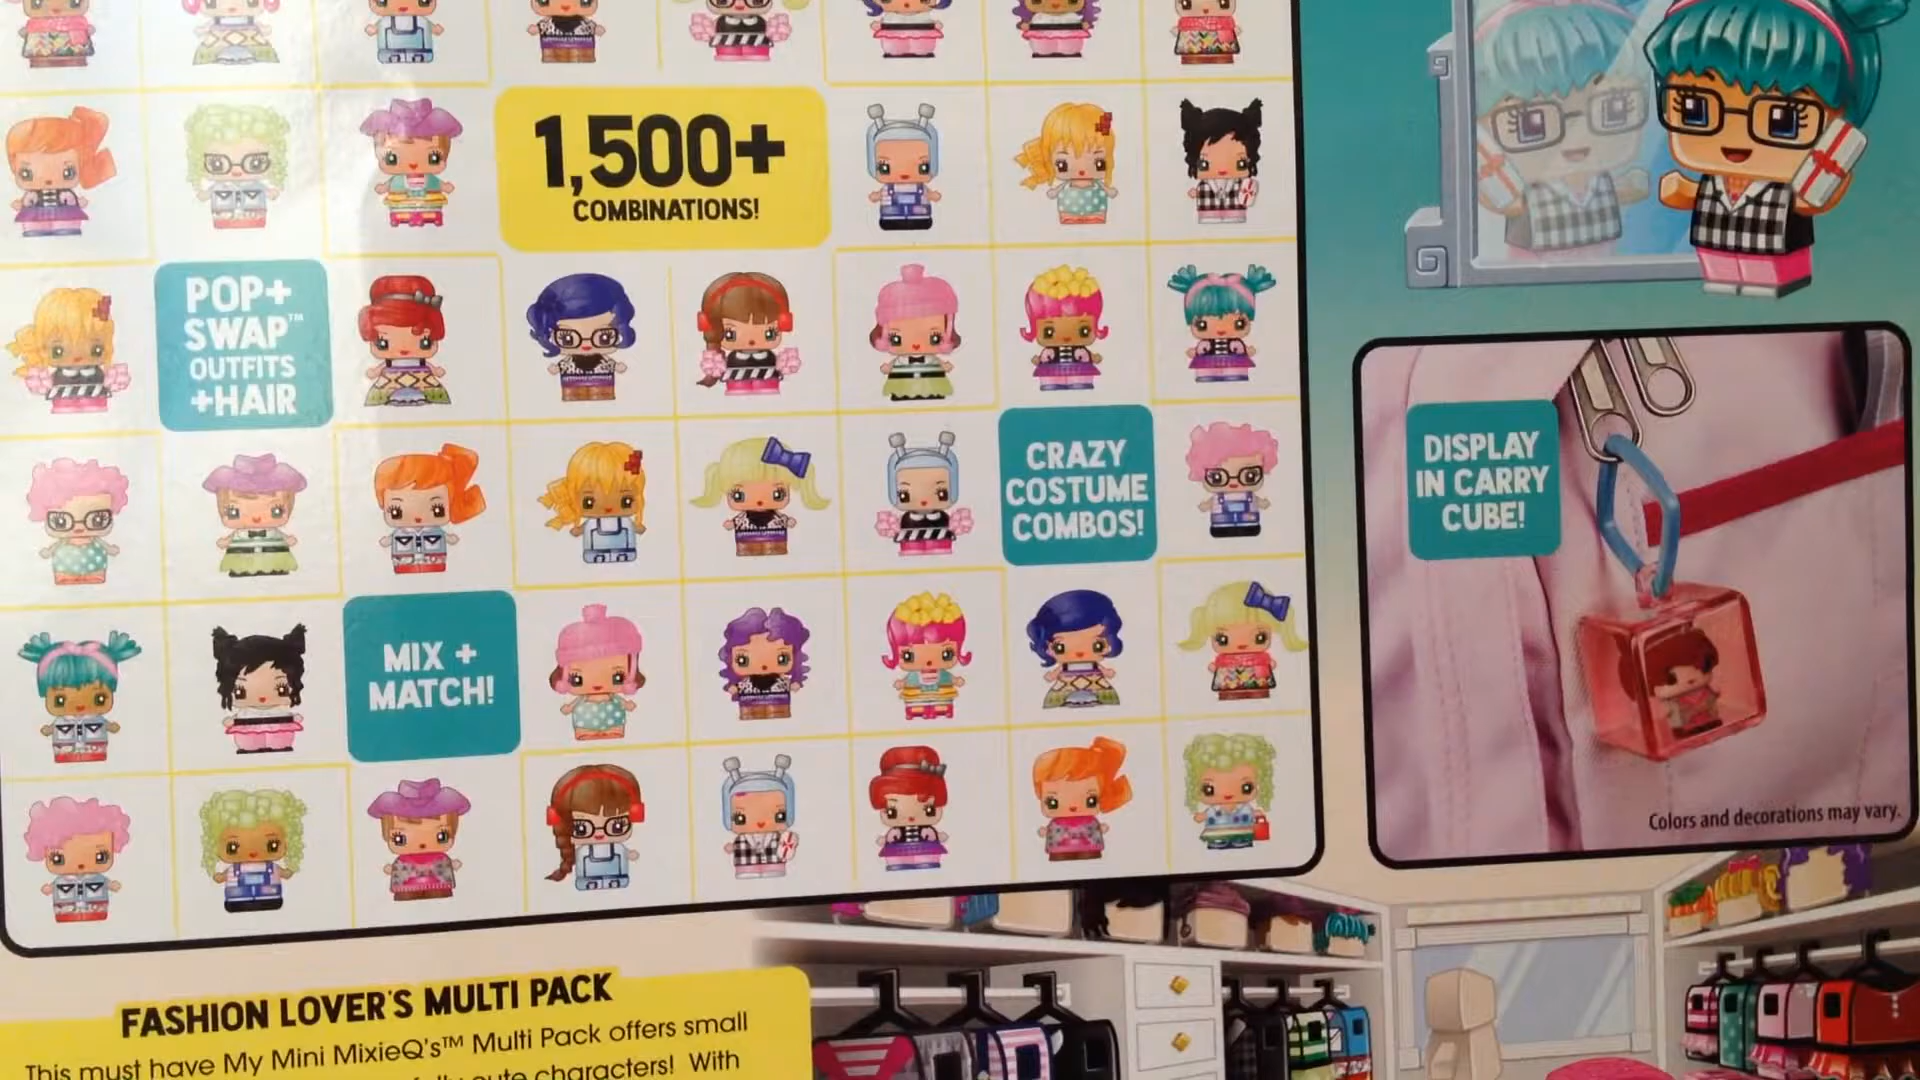 1,500+
COMBINATIONS!
POP+
SWAP™
OUTFITS
+HAIR
CRAZY
COSTUME
COMBOS!
MIX +
MATCH!
DISPLAY
IN CARRY
CUBE!
Colors and decorations may vary.
FASHION LOVER'S MULTI PACK
This must have My Mini MixieQ's™ Multi Pack offers small
cute characters! With